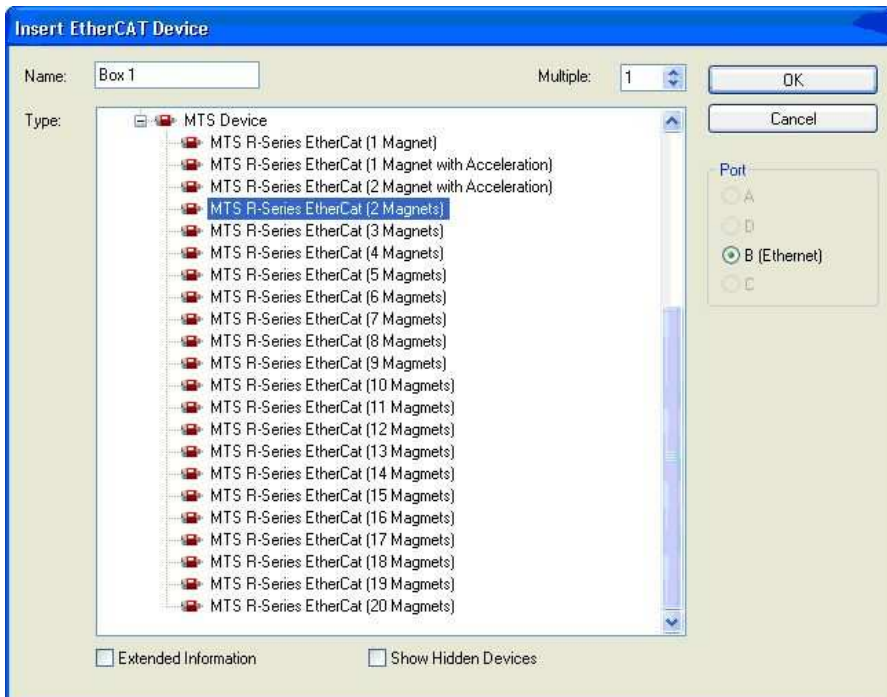 Insert EtherCAT Device
Name: Box 1 Multiple: 1 OK
Type: MTS Device Cancel
MTS R-Series EtherCat (1 Magnet)
MTS R-Series EtherCat (1 Magnet with Acceleration)
MTS R-Series EtherCat (2 Magnet with Acceleration)
MTS R-Series EtherCat (2 Magnets)
MTS R-Series EtherCat (3 Magnets)
MTS R-Series EtherCat (4 Magnets)
MTS R-Series EtherCat (5 Magmets)
MTS R-Series EtherCat (6 Magmets)
MTS R-Series EtherCat (7 Magmets)
MTS R-Series EtherCat (8 Magmets)
MTS R-Series EtherCat (9 Magmets)
MTS R-Series EtherCat (10 Magmets)
MTS R-Series EtherCat (11 Magmets)
MTS R-Series EtherCat (12 Magmets)
MTS R-Series EtherCat (13 Magmets)
MTS R-Series EtherCat (14 Magmets)
MTS R-Series EtherCat (15 Magmets)
MTS R-Series EtherCat (16 Magmets)
MTS R-Series EtherCat (17 Magmets)
MTS R-Series EtherCat (18 Magmets)
MTS R-Series EtherCat (19 Magmets)
MTS R-Series EtherCat (20 Magmets)
Port
A
D
B (Ethernet)
C
Extended Information Show Hidden Devices